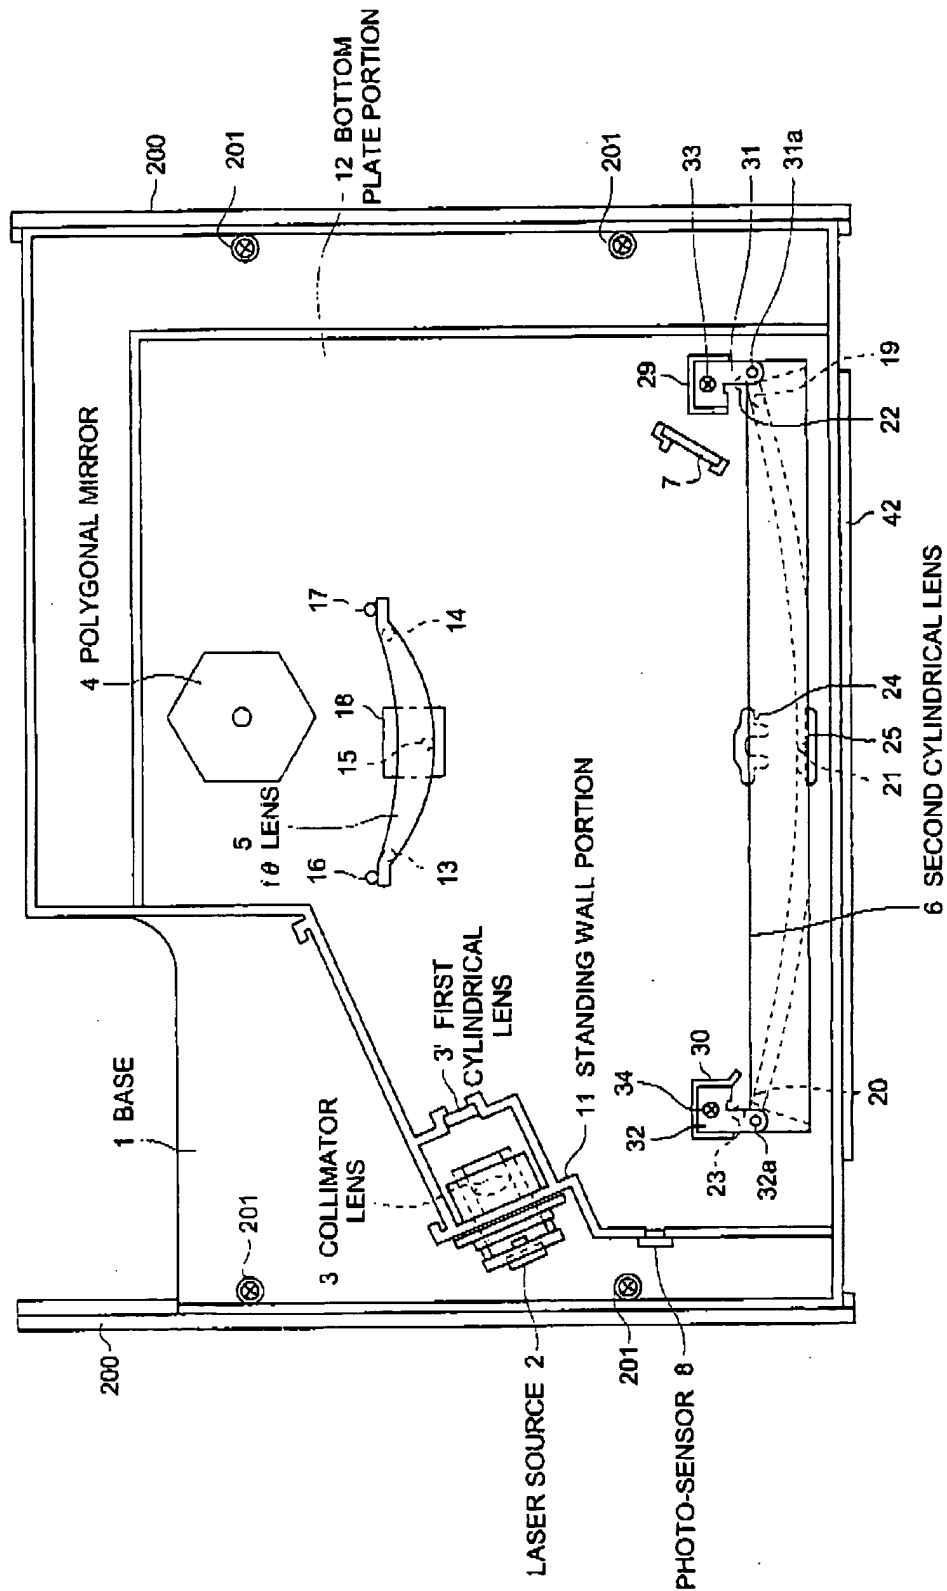 4 POLYGONAL MIRROR
200
1 BASE
201
5
fθ LENS
16
17
3 COLLIMATOR
LENS
3' FIRST
CYLINDRICAL
LENS
15
18
13
14
LASER SOURCE 2
11 STANDING WALL PORTION
201
PHOTO-SENSOR 8
34
32
30
23
32a
20
7
29
22
19
21
25
24
42
6 SECOND CYLINDRICAL LENS
200
201
12 BOTTOM
PLATE PORTION
201
33
31
31a